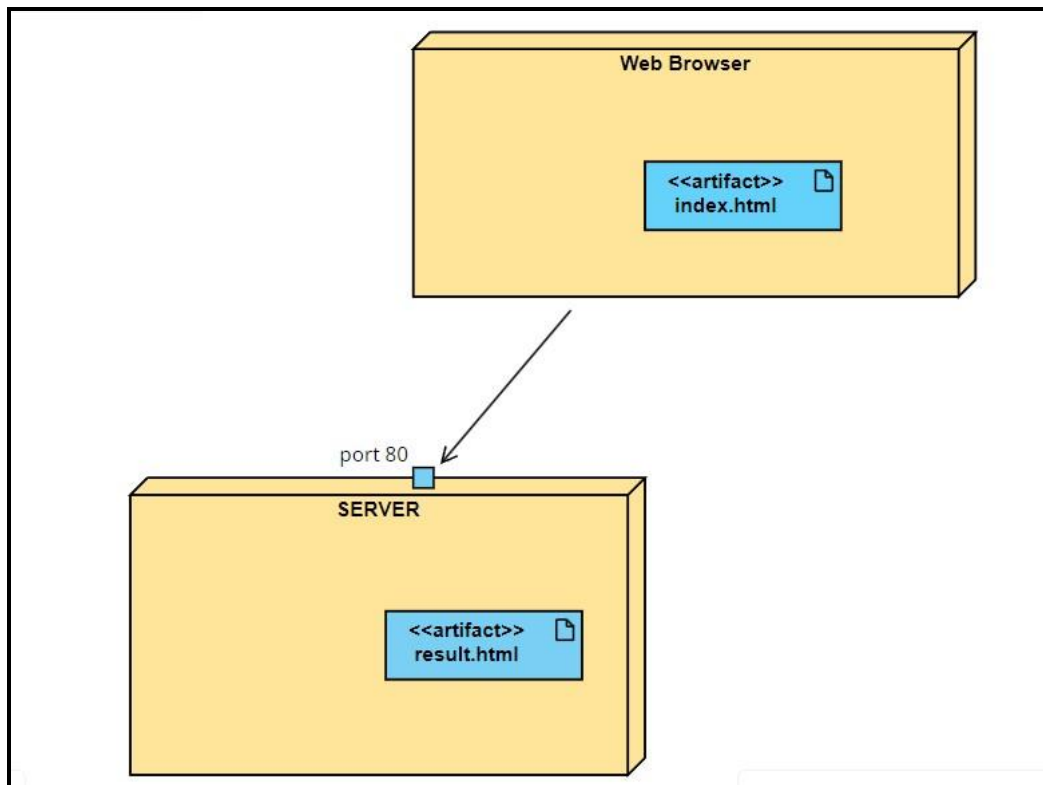 Web Browser
<<artifact>>
index.html
port 80
SERVER
<<artifact>>
result.html